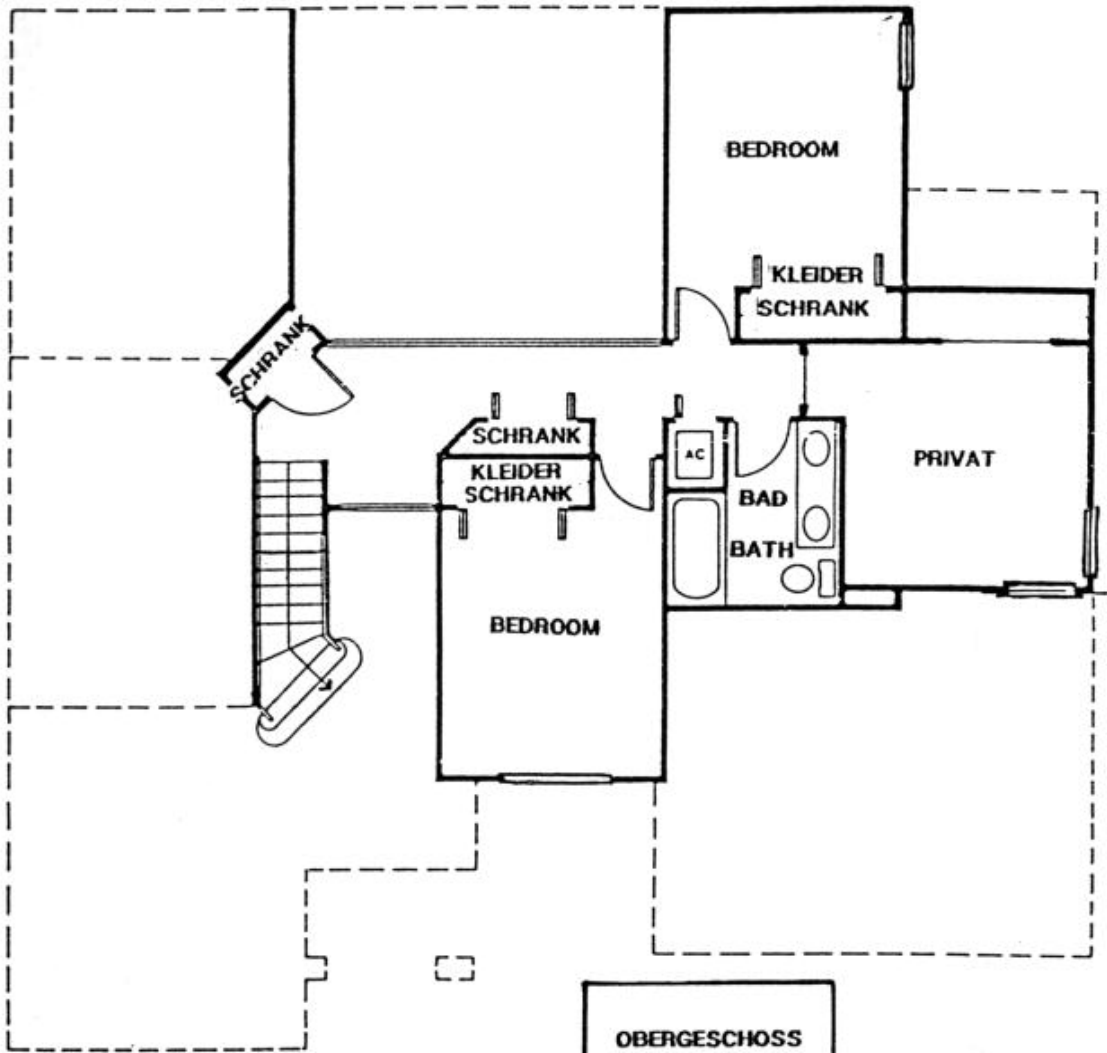 BEDROOM
KLEIDER
SCHRANK
SCHRANK
SCHRANK
AC
PRIVAT
KLEIDER
SCHRANK
BAD
BATH
BEDROOM
OBERGESCHOSS